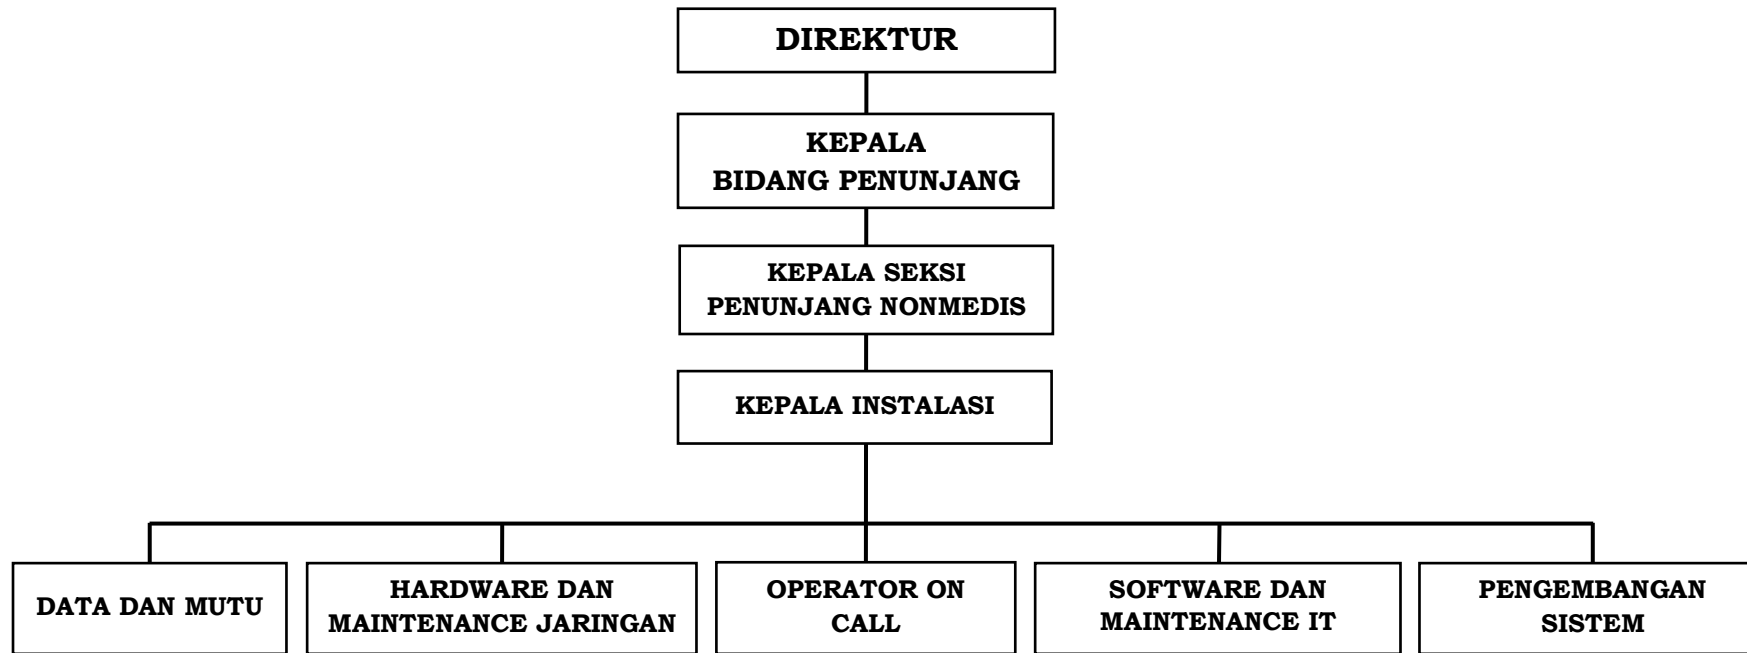 DIREKTUR
KEPALA
BIDANG PENUNJANG
KEPALA SEKSI
PENUNJANG NONMEDIS
KEPALA INSTALASI
DATA DAN MUTU
HARDWARE DAN
MAINTENANCE JARINGAN
OPERATOR ON
CALL
SOFTWARE DAN
MAINTENANCE IT
PENGEMBANGAN
SISTEM